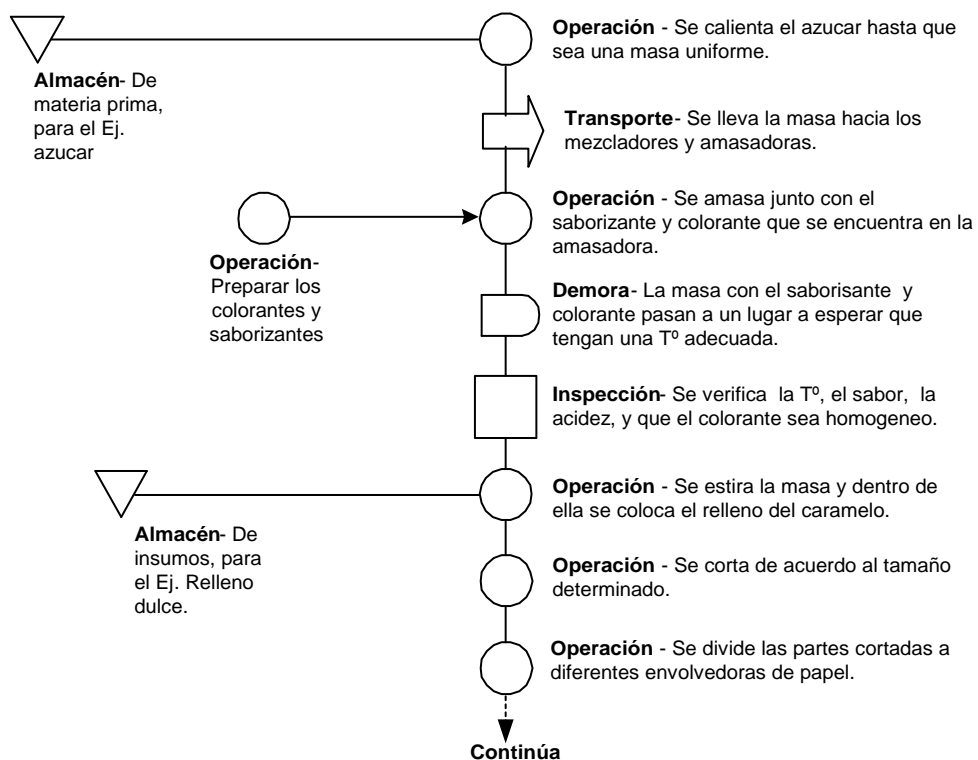 Operación - Se calienta el azucar hasta que
sea una masa uniforme.
Almacén- De
materia prima,
para el Ej.
azucar
Transporte- Se lleva la masa hacia los
mezcladores y amasadoras.
Operación - Se amasa junto con el
saborizante y colorante que se encuentra en la
amasadora.
Operación-
Preparar los
colorantes y
saborizantes
Demora- La masa con el saborisante y
colorante pasan a un lugar a esperar que
tengan una Tº adecuada.
Inspección- Se verifica la Tº, el sabor, la
acidez, y que el colorante sea homogeneo.
Operación - Se estira la masa y dentro de
ella se coloca el relleno del caramelo.
Almacén- De
insumos, para
el Ej. Relleno
dulce.
Operación - Se corta de acuerdo al tamaño
determinado.
Operación - Se divide las partes cortadas a
diferentes envolvedoras de papel.
Continúa